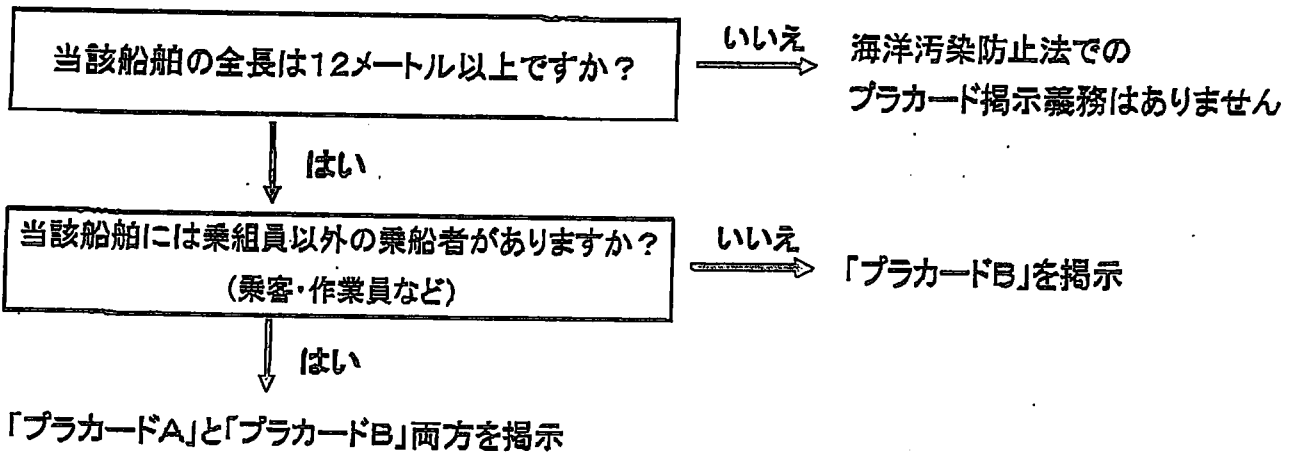 当該船舶の全長は12メートル以上ですか？
いいえ
海洋汚染防止法での
プラカード掲示義務はありません
はい
当該船舶には乗組員以外の乗船者がありますか？
(乗客・作業員など)
いいえ
「プラカードB」を掲示
はい
「プラカードA」と「プラカードB」両方を掲示